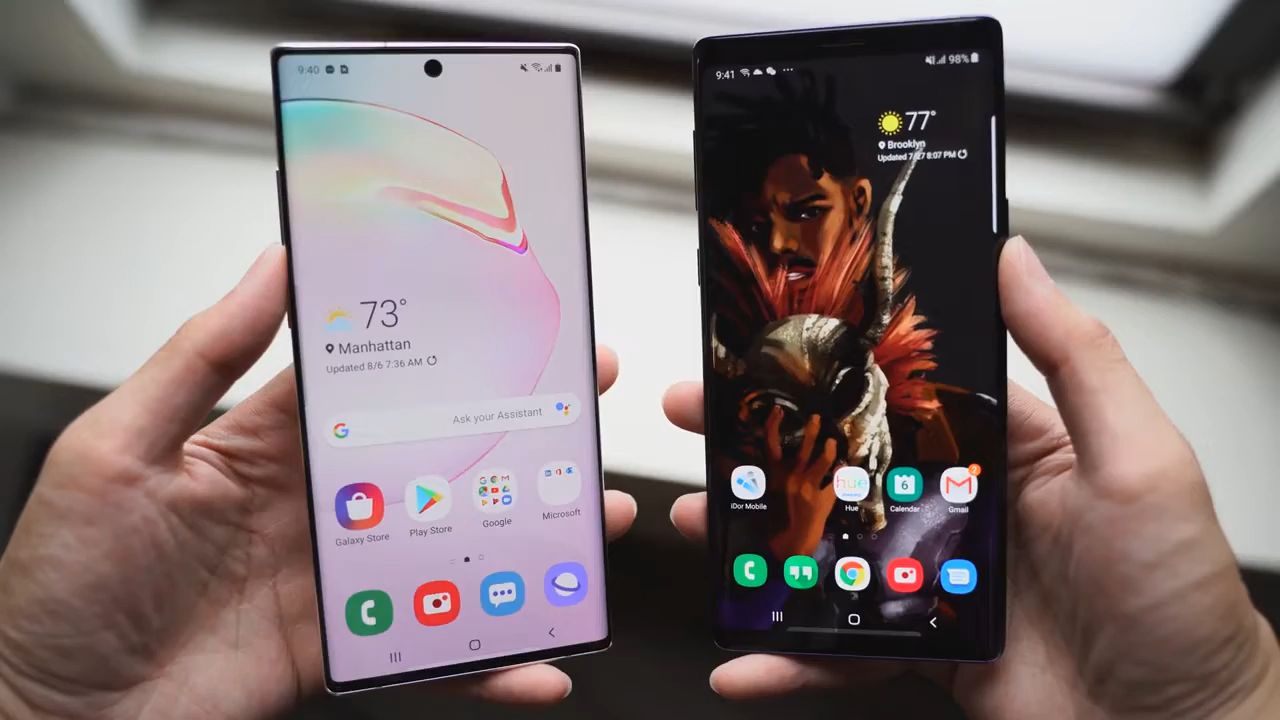 9:40
73°
Manhattan
Updated 8/6 7:36 AM
G
Ask your Assistant
Galaxy Store
Play Store
Google
Microsoft
9:41
98%
77°
Brooklyn
Updated 7/27 8:07 PM
iDor Mobile
hue
Hue
6
Calendar
2
Gmail